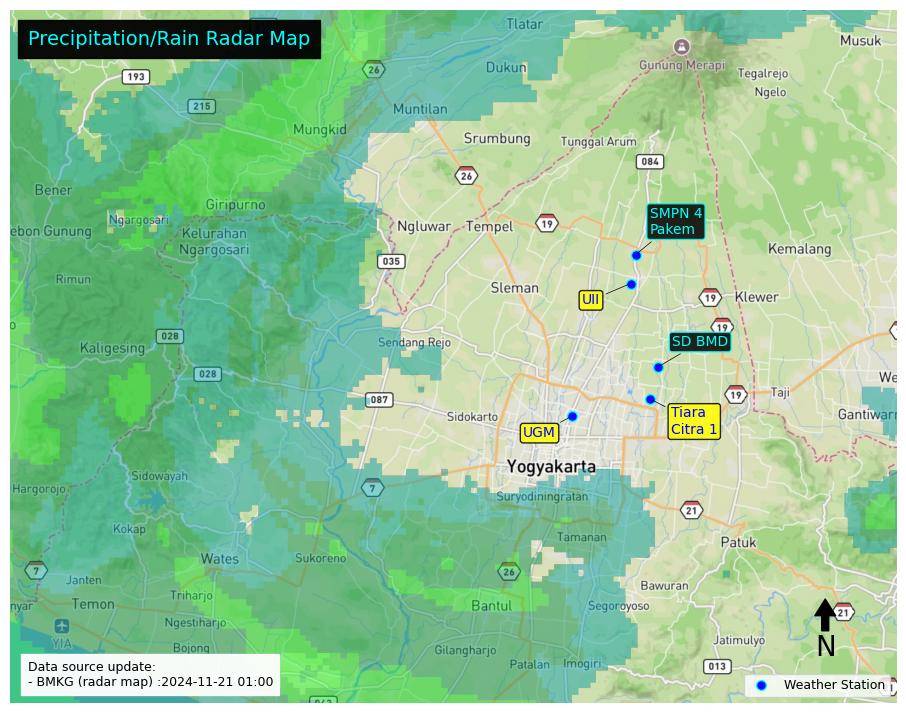 Precipitation/Rain Radar Map
Tlatar
Musuk
193
26
Dukun
Gunung Merapi
Tegalrejo
Ngelo
215
Muntilan
Mungkid
Srumbung
Tunggal Arum
084
26
Bener
Giripurno
SMPN 4
Pakem
Ngargosari
ebon Gunung
Kelurahan
Ngargosari
Ngluwar
Tempel
19
Kemalang
035
Rimun
Sleman
UII
19
Klewer
19
028
Kaligesing
Sendang Rejo
SD BMD
028
We
087
19
Taji
Sidokarto
Tiara
Citra 1
Gantiwarn
UGM
Yogyakarta
Sidowayah
Hargorojo
7
Suryodiningratan
21
Kokap
Tamanan
Patuk
Wates
Sukoreno
7
Janten
26
Bawuran
nyar
Temon
Triharjo
Bantul
Segoroyoso
21
Ngestiharjo
YIA
N
Bojong
Gilangharjo
Jatimulyo
Patalan
Imogiri
013
Data source update:
- BMKG (radar map) :2024-11-21 01:00
Weather Station